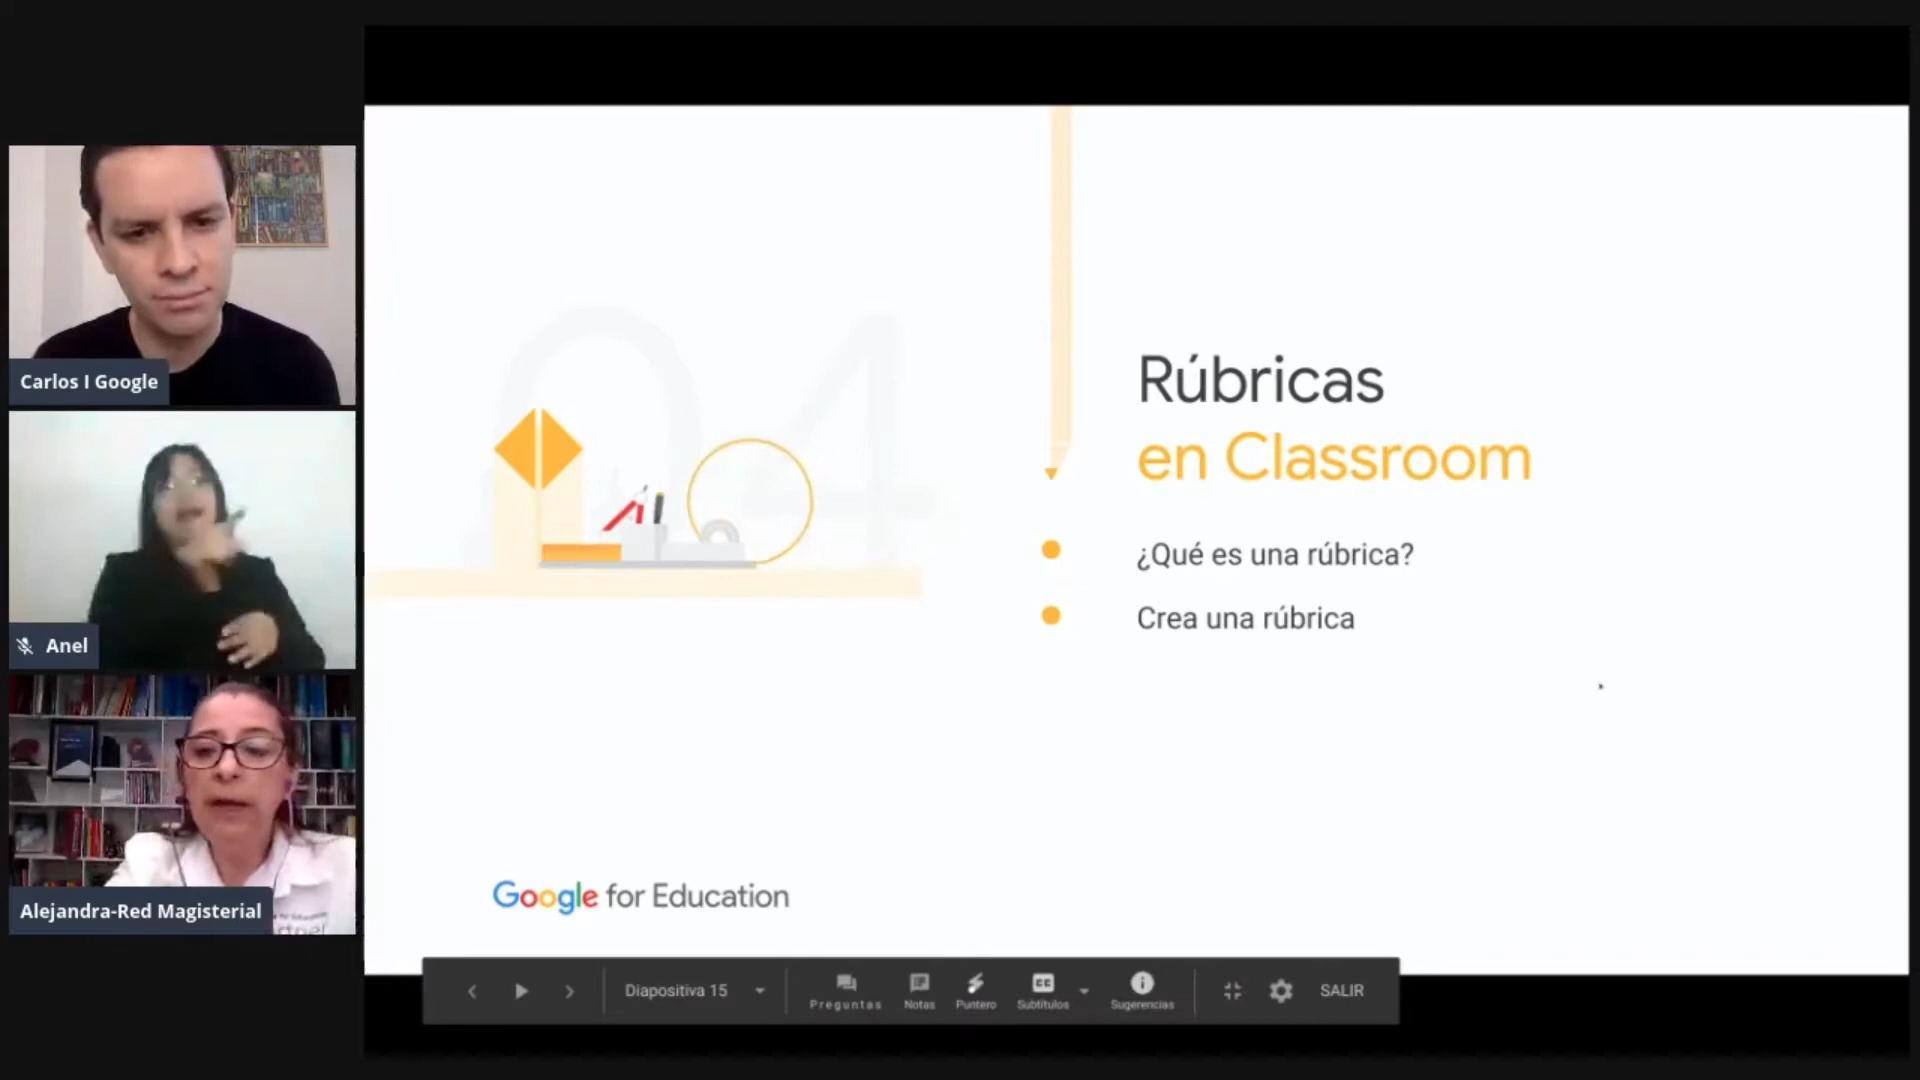 Carlos I Google
Anel
Alejandra-Red Magisterial
04
Rúbricas
en Classroom
¿Qué es una rúbrica?
Crea una rúbrica
Google for Education
Diapositiva 15
Preguntas
Notas
Puntero
Subtítulos
Sugerencias
SALIR